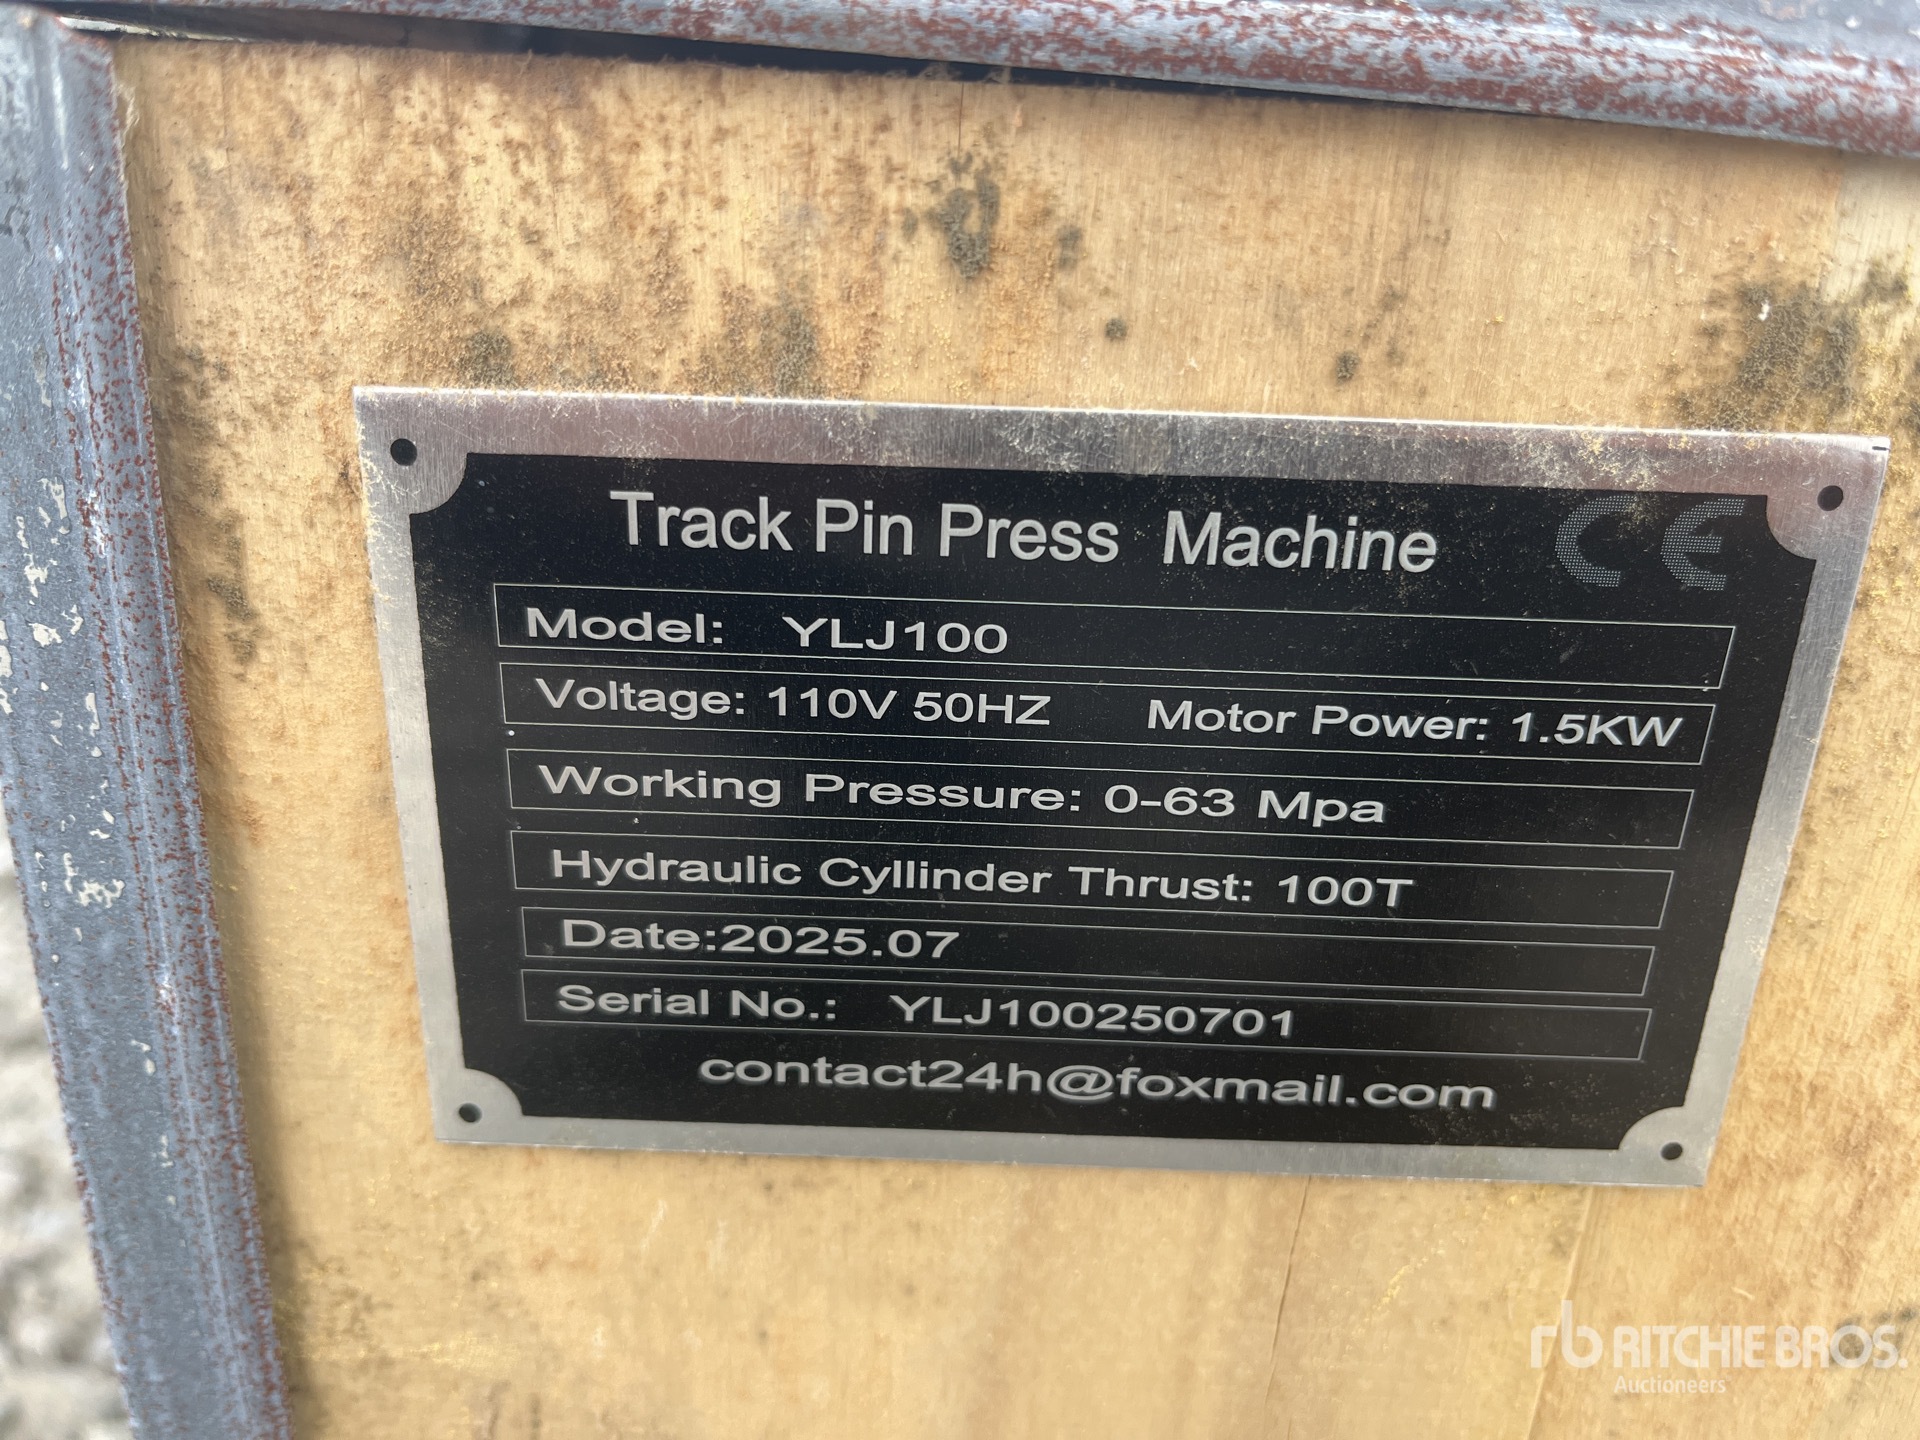 Track Pin Press Machine CE
Model: YLJ100
Voltage: 110V 50HZ Motor Power: 1.5KW
Working Pressure: 0-63 Mpa
Hydraulic Cyllinder Thrust: 100T
Date:2025.07
Serial No.: YLJ100250701
contact24h@foxmail.com
rb RITCHIE BROS.
Auctioneers